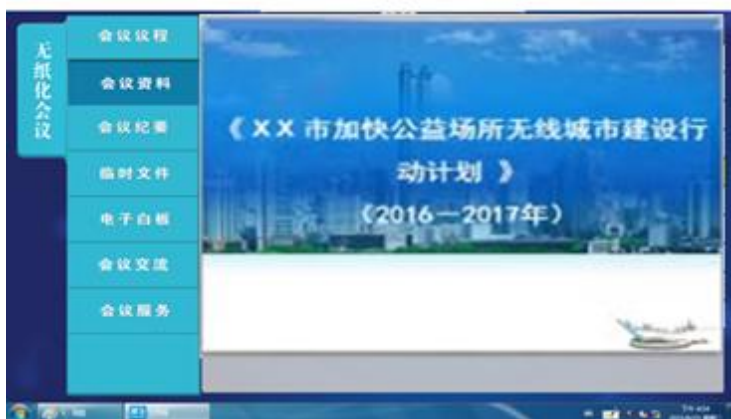 无纸化会议
会议议程
会议资料
会议纪要
临时文件
电子白板
会议交流
会议服务
《XX市加快公益场所无线城市建设行
动计划 》
（2016—2017年）